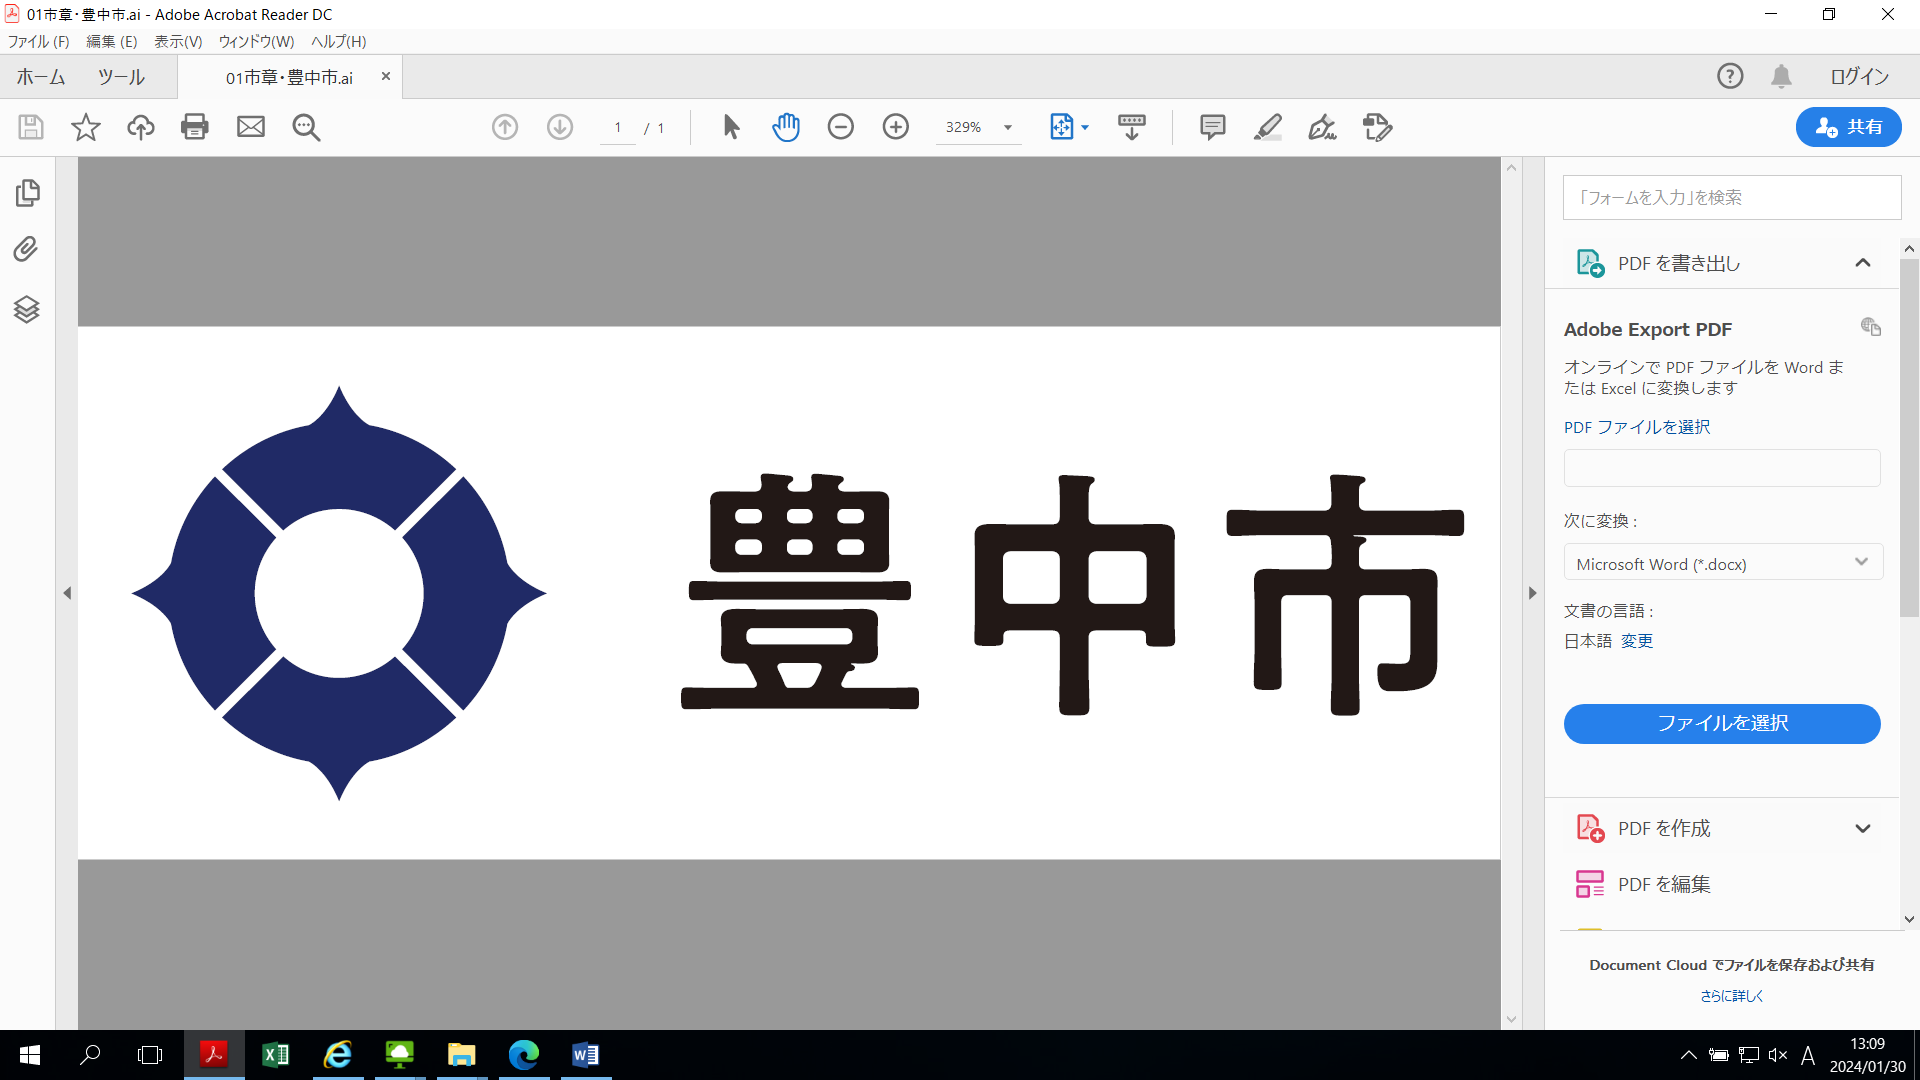 01市章・豊中市.ai - Adobe Acrobat Reader DC
ファイル (F) 編集 (E) 表示(V) ウィンドウ(W) ヘルプ(H)
ホーム ツール 01市章・豊中市.ai × ログイン
1 / 1 329% 共有
「フォームを入力」を検索
PDF を書き出し
Adobe Export PDF
オンラインで PDF ファイルを Word ま
たは Excel に変換します
PDF ファイルを選択
次に変換 :
Microsoft Word (*.docx)
文書の言語 :
日本語 変更
ファイルを選択
PDF を作成
PDF を編集
Document Cloud でファイルを保存および共有
さらに詳しく
豊中市
A 13:09
2024/01/30